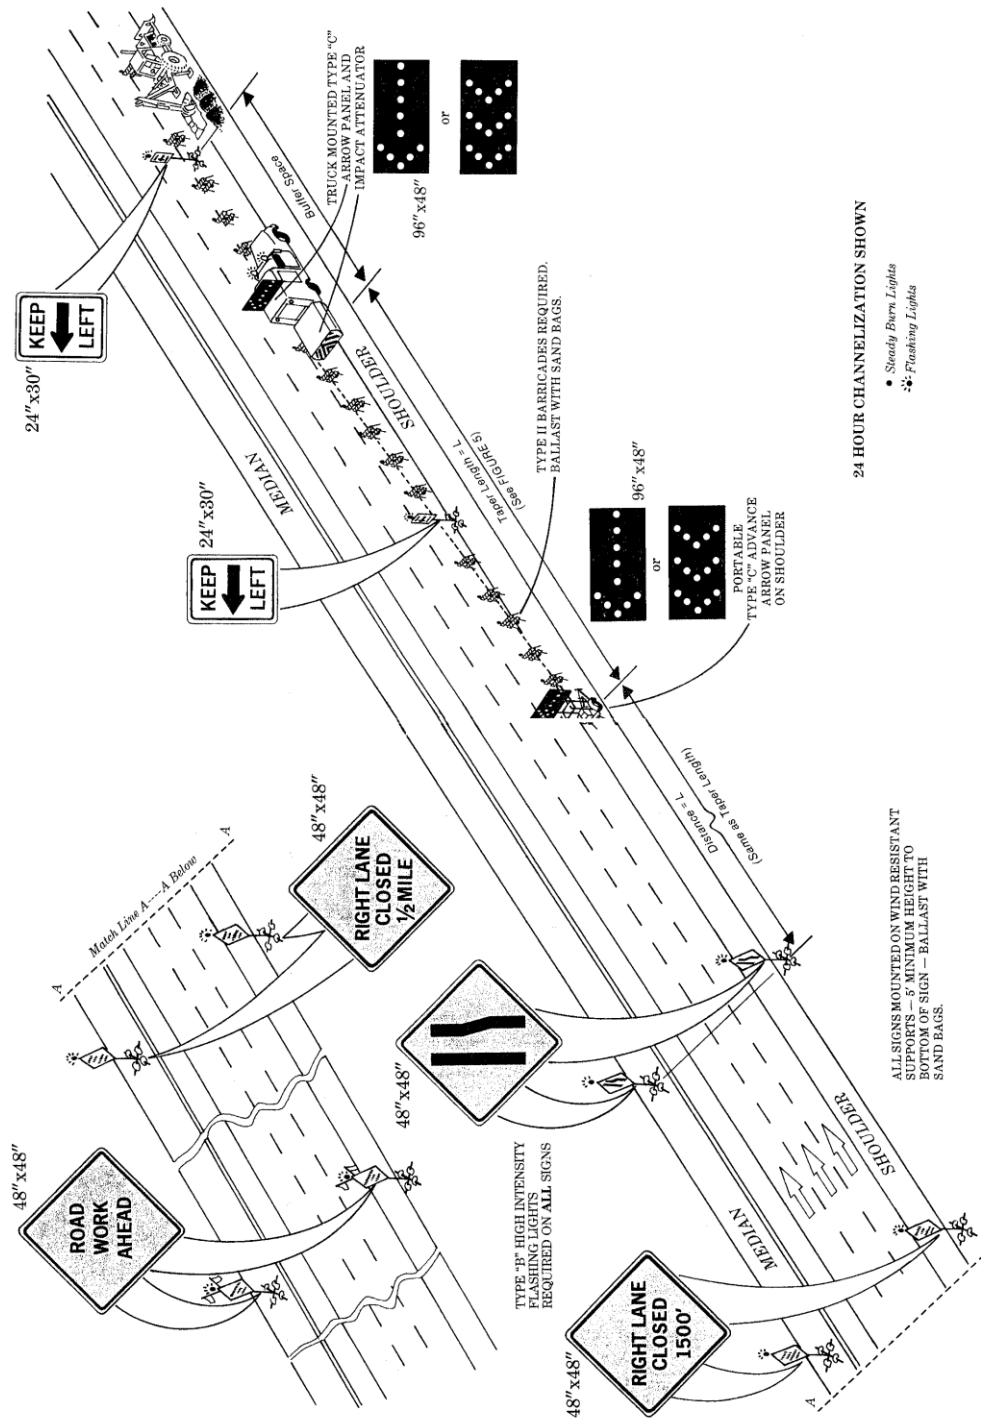 KEEP
LEFT
24"x30"
TRUCK MOUNTED TYPE "C"
ARROW PANEL AND
IMPACT ATTENUATOR
96"x48"
or
Buffer Space
KEEP
LEFT
24"x30"
MEDIAN
SHOULDER
Taper Length = L
(See FIGURE 5)
TYPE II BARRICADES REQUIRED.
BALLAST WITH SAND BAGS.
96"x48"
or
PORTABLE
TYPE "C" ADVANCE
ARROW PANEL
ON SHOULDER
24 HOUR CHANNELIZATION SHOWN
Steady Burn Lights
Flashing Lights
Distance = L
(Same as Taper Length)
Match Line A----A Below
A
A
RIGHT LANE
CLOSED
1/2 MILE
48"x48"
ROAD
WORK
AHEAD
48"x48"
48"x48"
TYPE "B" HIGH INTENSITY
FLASHING LIGHTS
REQUIRED ON ALL SIGNS
RIGHT LANE
CLOSED
1500'
48"x48"
MEDIAN
SHOULDER
A
A
ALL SIGNS MOUNTED ON WIND RESISTANT
SUPPORTS — 5' MINIMUM HEIGHT TO
BOTTOM OF SIGN — BALLAST WITH
SAND BAGS.